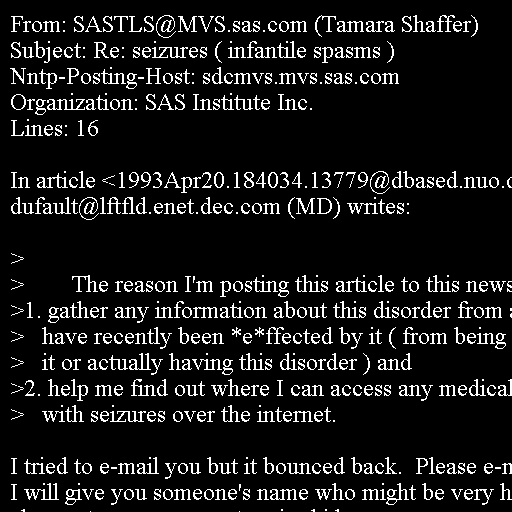 From: SASTLS@MVS.sas.com (Tamara Shaffer)
Subject: Re: seizures ( infantile spasms )
Nntp-Posting-Host: sdcmvs.mvs.sas.com
Organization: SAS Institute Inc.
Lines: 16

In article <1993Apr20.184034.13779@dbased.nuo.
dufault@lftfld.enet.dec.com (MD) writes:

>
>        The reason I'm posting this article to this news
>1. gather any information about this disorder from
>   have recently been *e*ffected by it ( from being
>   it or actually having this disorder ) and
>2. help me find out where I can access any medical
>   with seizures over the internet.

I tried to e-mail you but it bounced back.  Please e-
I will give you someone's name who might be very